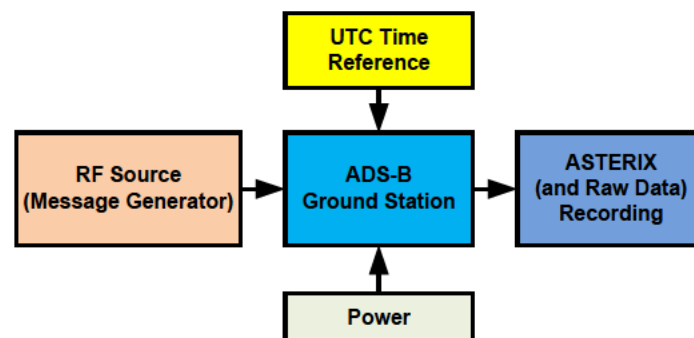 UTC Time
Reference
RF Source
(Message Generator)
ADS-B
Ground Station
ASTERIX
(and Raw Data)
Recording
Power